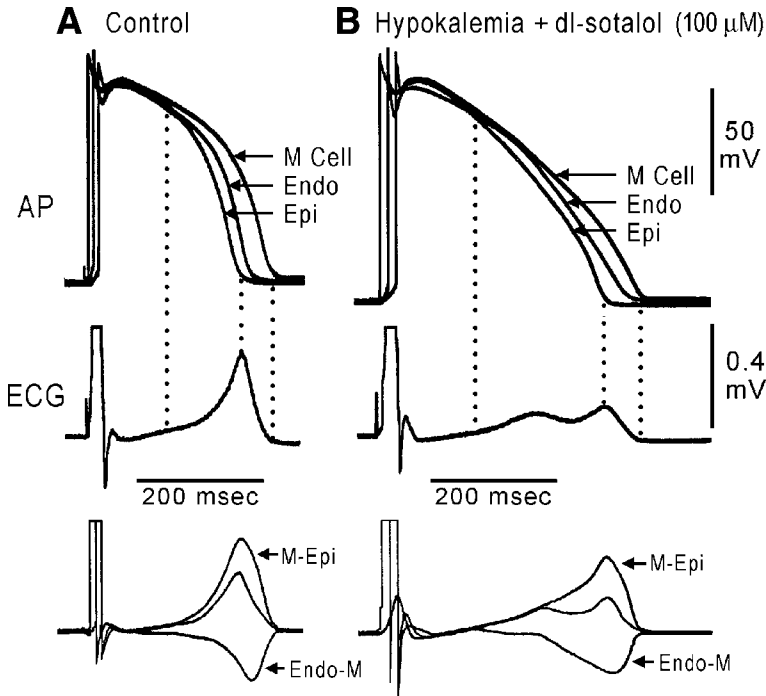 A Control
B Hypokalemia + dl-sotalol (100 µM)
AP
M Cell
Endo
Epi
M Cell
Endo
Epi
50
mV
ECG
0.4
mV
200 msec
200 msec
M-Epi
Endo-M
M-Epi
Endo-M